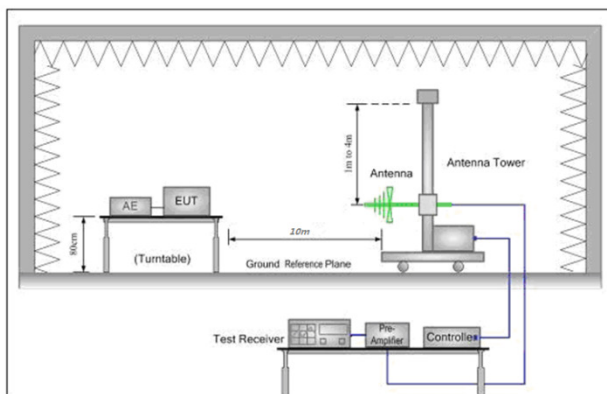 1m to 4m
Antenna
Antenna Tower
AE
EUT
80cm
(Turntable)
10m
Ground Reference Plane
Test Receiver
Pre-
Amplifier
Controller